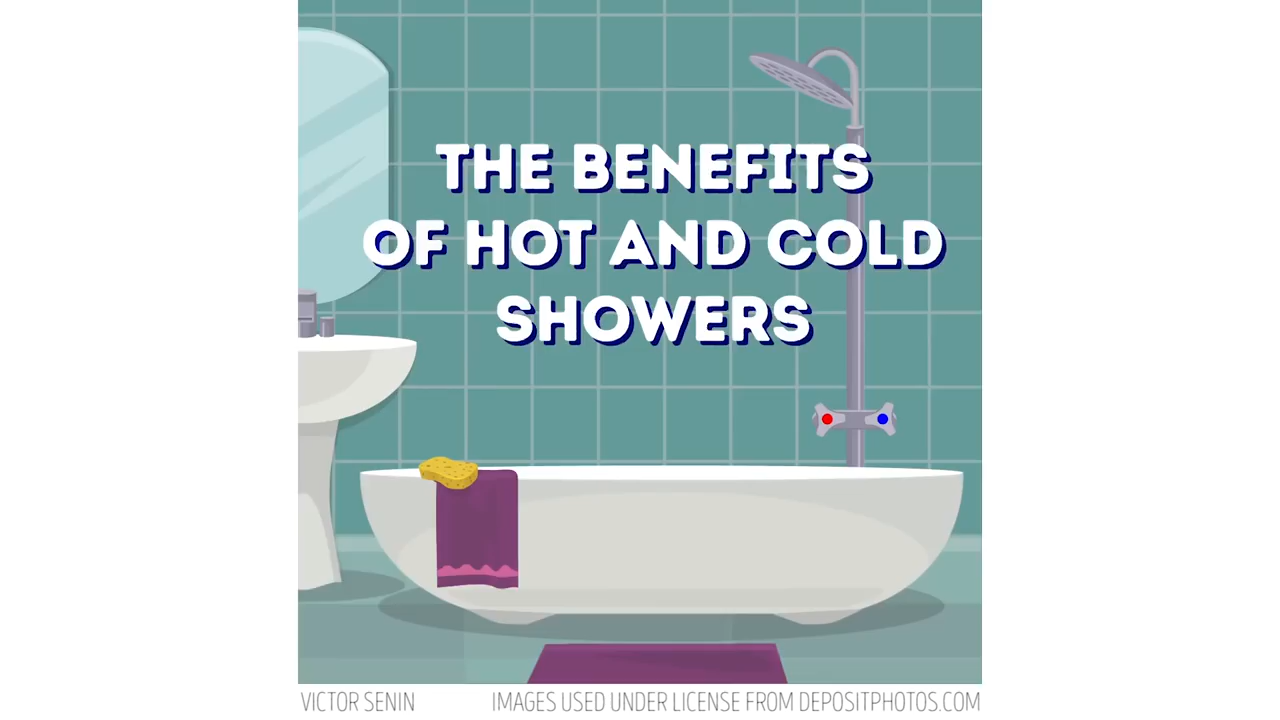 THE BENEFITS
OF HOT AND COLD
SHOWERS
VICTOR SENIN
IMAGES USED UNDER LICENSE FROM DEPOSITPHOTOS.COM